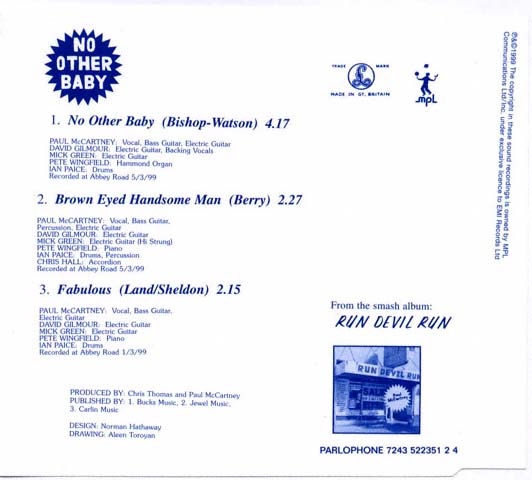 NO
OTHER
BABY
1. No Other Baby (Bishop-Watson) 4.17
PAUL McCARTNEY: Vocal, Bass Guitar, Electric Guitar
DAVID GILMOUR: Electric Guitar, Backing Vocals
MICK GREEN: Electric Guitar
PETE WINGFIELD: Hammond Organ
IAN PAICE: Drums
Recorded at Abbey Road 5/3/99
2. Brown Eyed Handsome Man (Berry) 2.27
PAUL McCARTNEY: Vocal, Bass Guitar,
Percussion, Electric Guitar
DAVID GILMOUR: Electric Guitar
MICK GREEN: Electric Guitar (Hi Strung)
PETE WINGFIELD: Piano
IAN PAICE: Drums, Percussion
CHRIS HALL: Accordion
Recorded at Abbey Road 5/3/99
3. Fabulous (Land/Sheldon) 2.15
PAUL McCARTNEY: Vocal, Bass Guitar,
Electric Guitar
DAVID GILMOUR: Electric Guitar
MICK GREEN: Electric Guitar
PETE WINGFIELD: Piano
IAN PAICE: Drums
Recorded at Abbey Road 1/3/99
PRODUCED BY: Chris Thomas and Paul McCartney
PUBLISHED BY: 1. Bucks Music, 2. Jewel Music,
3. Carlin Music
DESIGN: Norman Hathaway
DRAWING: Aleen Toroyan
TRADE MARK
MADE IN GT. BRITAIN
MPL
℗&©1999 The copyright in these sound recordings is owned by MPL
Communications Ltd/Inc. under exclusive licence to EMI Records Ltd
From the smash album:
RUN DEVIL RUN
RUN DEVIL RUN
Paul
McCartney
PARLOPHONE 7243 522351 2 4